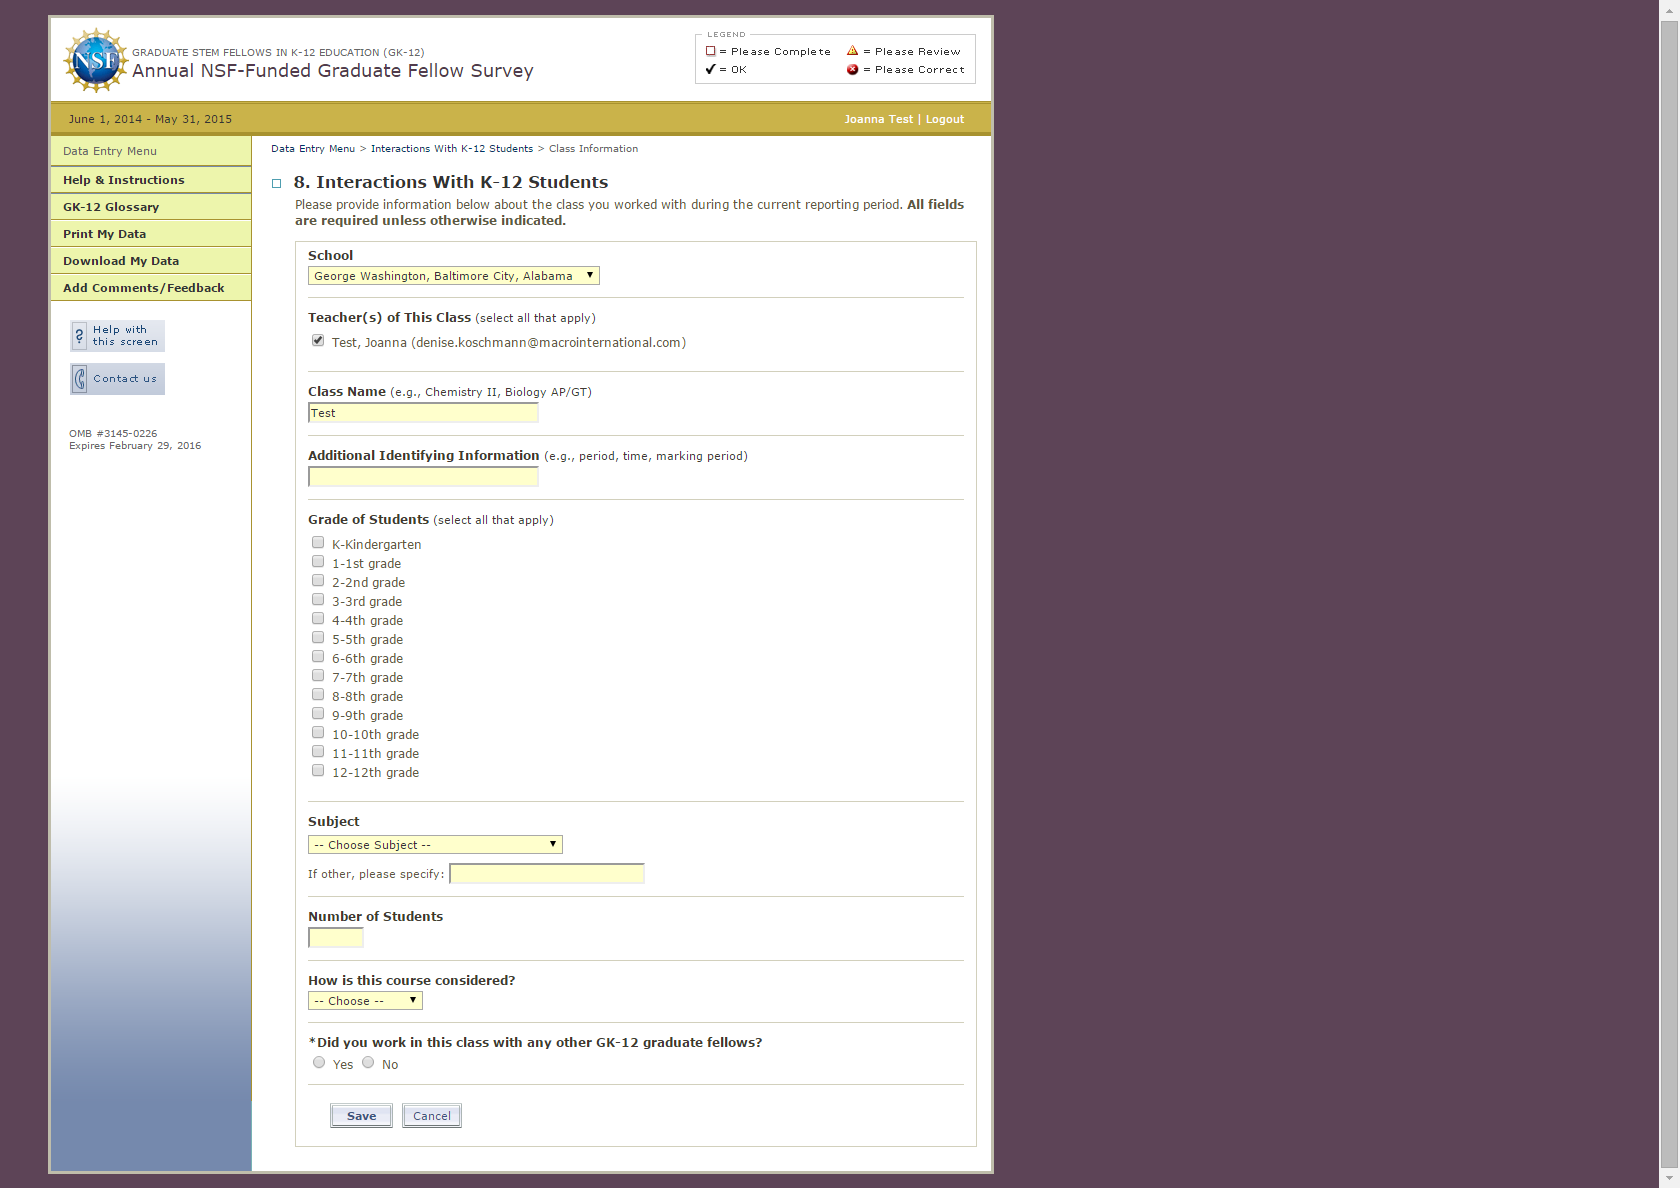 NSF
GRADUATE STEM FELLOWS IN K-12 EDUCATION (GK-12)
Annual NSF-Funded Graduate Fellow Survey
LEGEND
= Please Complete
= Please Review
= OK
= Please Correct
June 1, 2014 - May 31, 2015
Joanna Test | Logout
Data Entry Menu
Help & Instructions
GK-12 Glossary
Print My Data
Download My Data
Add Comments/Feedback
? Help with
this screen
Contact us
OMB #3145-0226
Expires February 29, 2016
Data Entry Menu > Interactions With K-12 Students > Class Information
8. Interactions With K-12 Students
Please provide information below about the class you worked with during the current reporting period. All fields
are required unless otherwise indicated.
School
George Washington, Baltimore City, Alabama
Teacher(s) of This Class (select all that apply)
Test, Joanna (denise.koschmann@macrointernational.com)
Class Name (e.g., Chemistry II, Biology AP/GT)
Test
Additional Identifying Information (e.g., period, time, marking period)
Grade of Students (select all that apply)
K-Kindergarten
1-1st grade
2-2nd grade
3-3rd grade
4-4th grade
5-5th grade
6-6th grade
7-7th grade
8-8th grade
9-9th grade
10-10th grade
11-11th grade
12-12th grade
Subject
-- Choose Subject --
If other, please specify:
Number of Students
How is this course considered?
-- Choose --
*Did you work in this class with any other GK-12 graduate fellows?
Yes No
Save Cancel